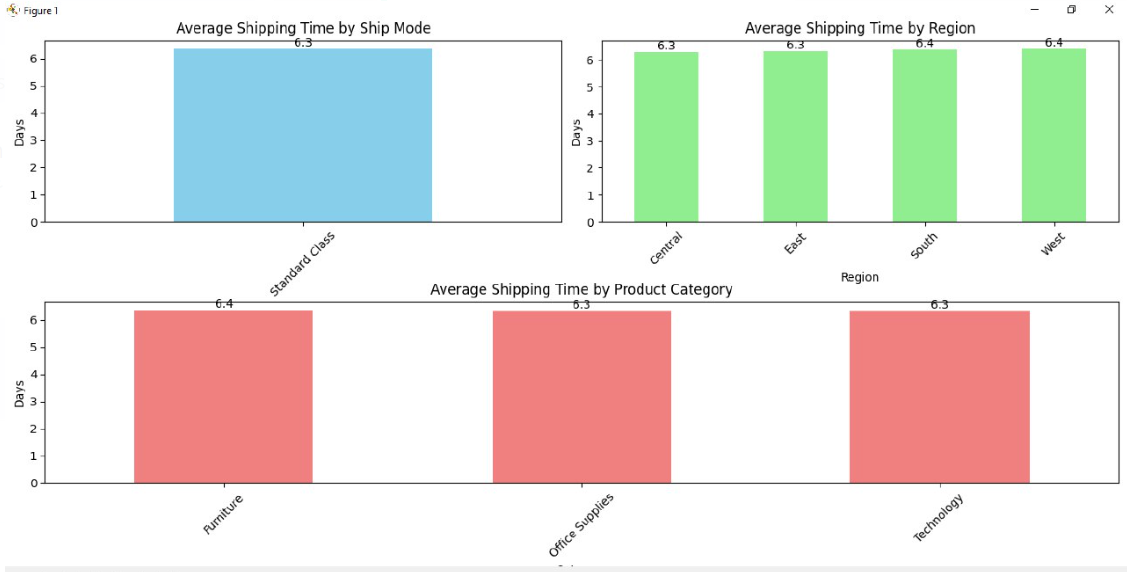 Figure 1
Average Shipping Time by Ship Mode
6.3
6
5
4
3
2
1
0
Days
Standard Class
Average Shipping Time by Region
6.3
6.3
6.4
6.4
6
5
4
3
2
1
0
Days
Central
East
South
West
Region
Average Shipping Time by Product Category
6.4
6.3
6.3
6
5
4
3
2
1
0
Days
Furniture
Office Supplies
Technology